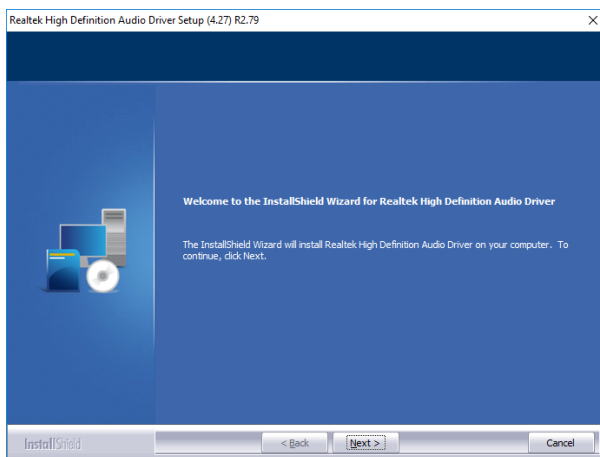 Realtek High Definition Audio Driver Setup (4.27) R2.79
Welcome to the InstallShield Wizard for Realtek High Definition Audio Driver
The InstallShield Wizard will install Realtek High Definition Audio Driver on your computer. To
continue, click Next.
InstallShield
< Back
Next >
Cancel